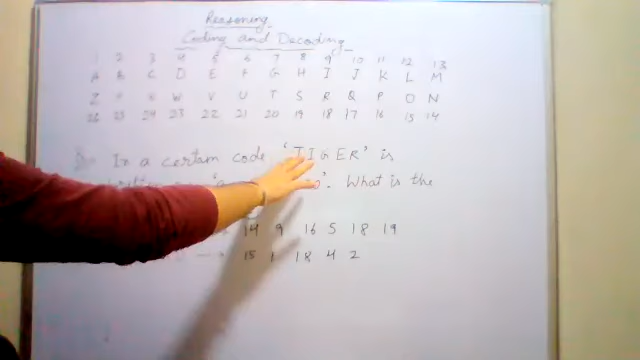 Reasoning
Coding and Decoding
1 2 3 4 5 6 7 8 9 10 11 12 13
A B C D E F G H I J K L M
Z Y X W V U T S R Q P O N
26 25 24 23 22 21 20 19 18 17 16 15 14
In a certain code 'TIGER' is
What is the
14 9 16 5 18 19
15 1 18 4 2